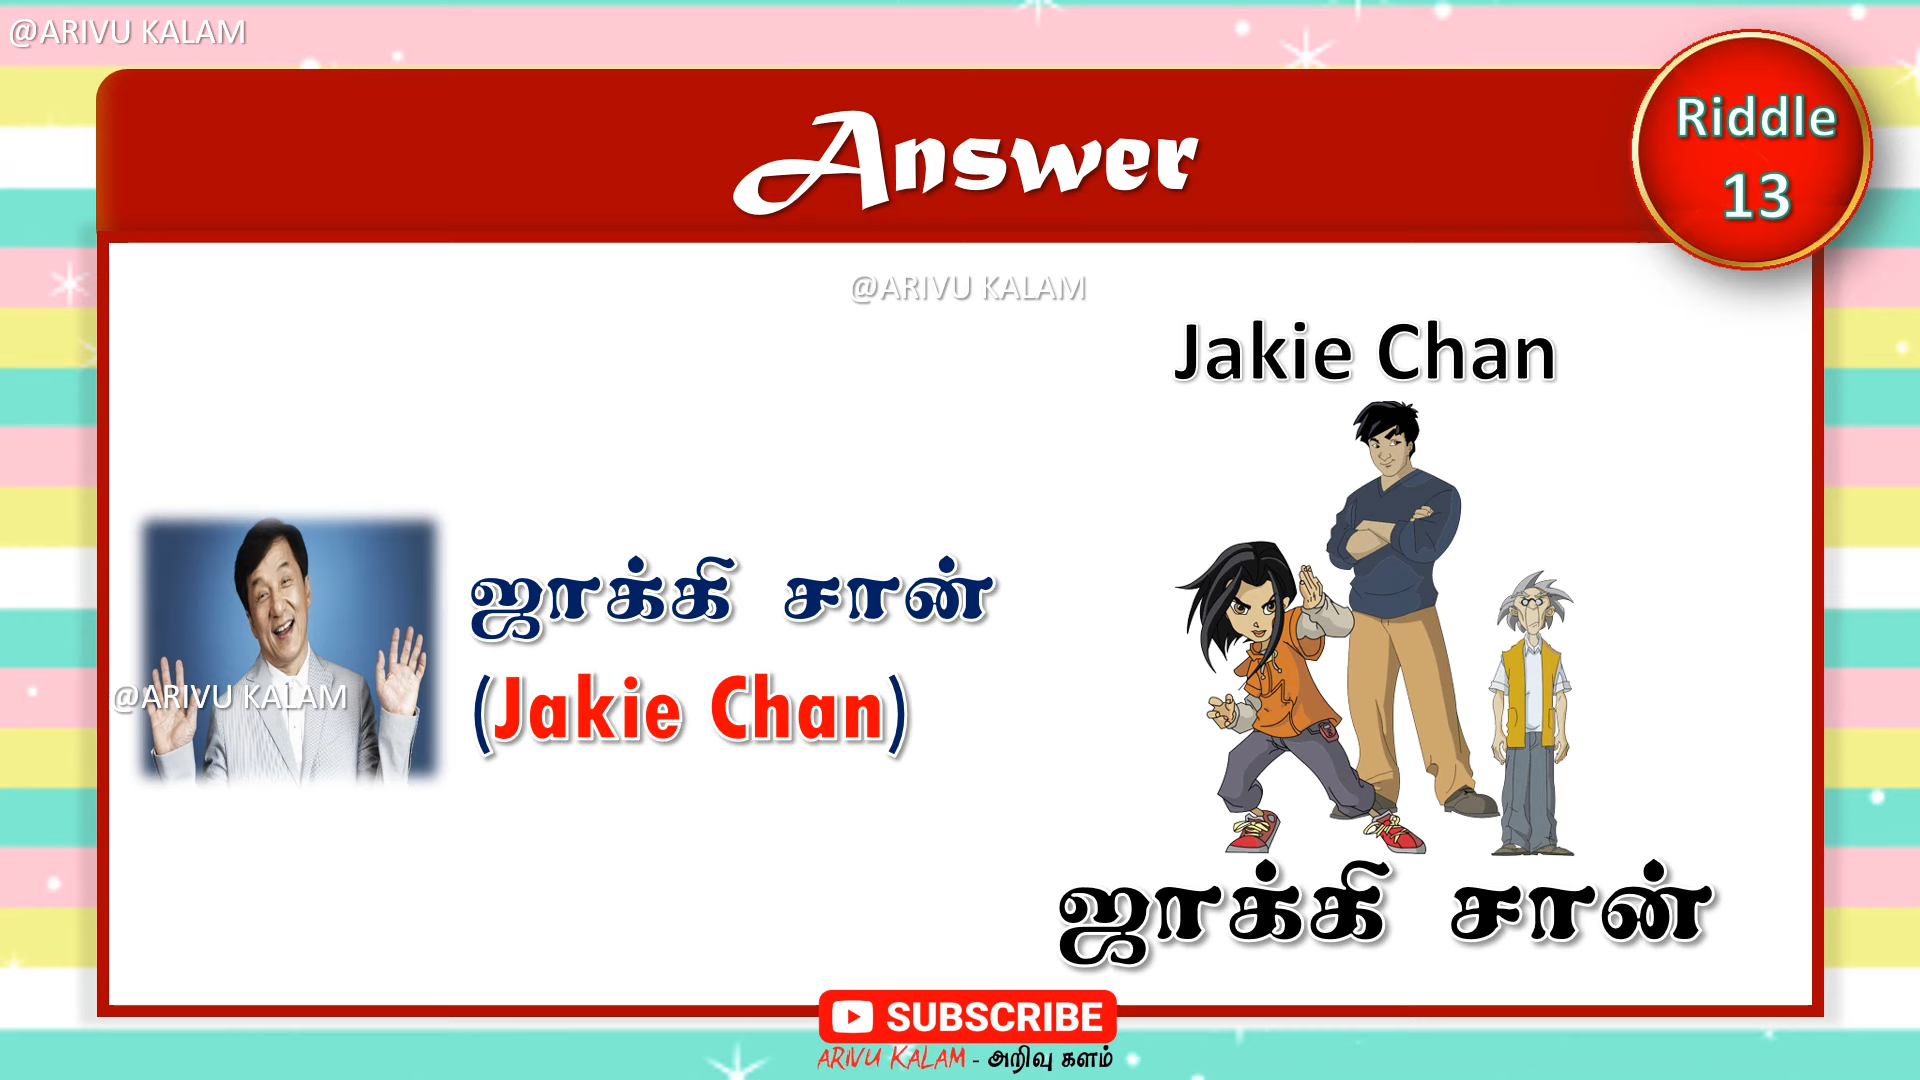 @ARIVU KALAM
Answer
Riddle
13
@ARIVU KALAM
Jakie Chan
ஜாக்கி சான்
(Jakie Chan)
@ARIVU KALAM
ஜாக்கி சான்
SUBSCRIBE
ARIVU KALAM - அறிவு களம்